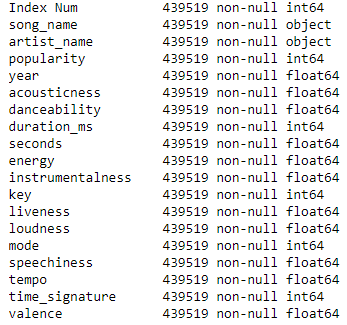 Index Num 439519 non-null int64
song_name 439519 non-null object
artist_name 439519 non-null object
popularity 439519 non-null int64
year 439519 non-null float64
acousticness 439519 non-null float64
danceability 439519 non-null float64
duration_ms 439519 non-null int64
seconds 439519 non-null float64
energy 439519 non-null float64
instrumentalness 439519 non-null float64
key 439519 non-null int64
liveness 439519 non-null float64
loudness 439519 non-null float64
mode 439519 non-null int64
speechiness 439519 non-null float64
tempo 439519 non-null float64
time_signature 439519 non-null int64
valence 439519 non-null float64